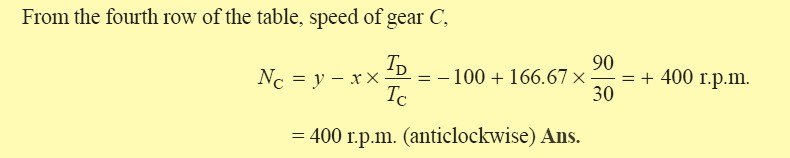 From the fourth row of the table, speed of gear C,
N_C = y – x × T_D/T_C = – 100 + 166.67 × 90/30 = + 400 r.p.m.
= 400 r.p.m. (anticlockwise) Ans.